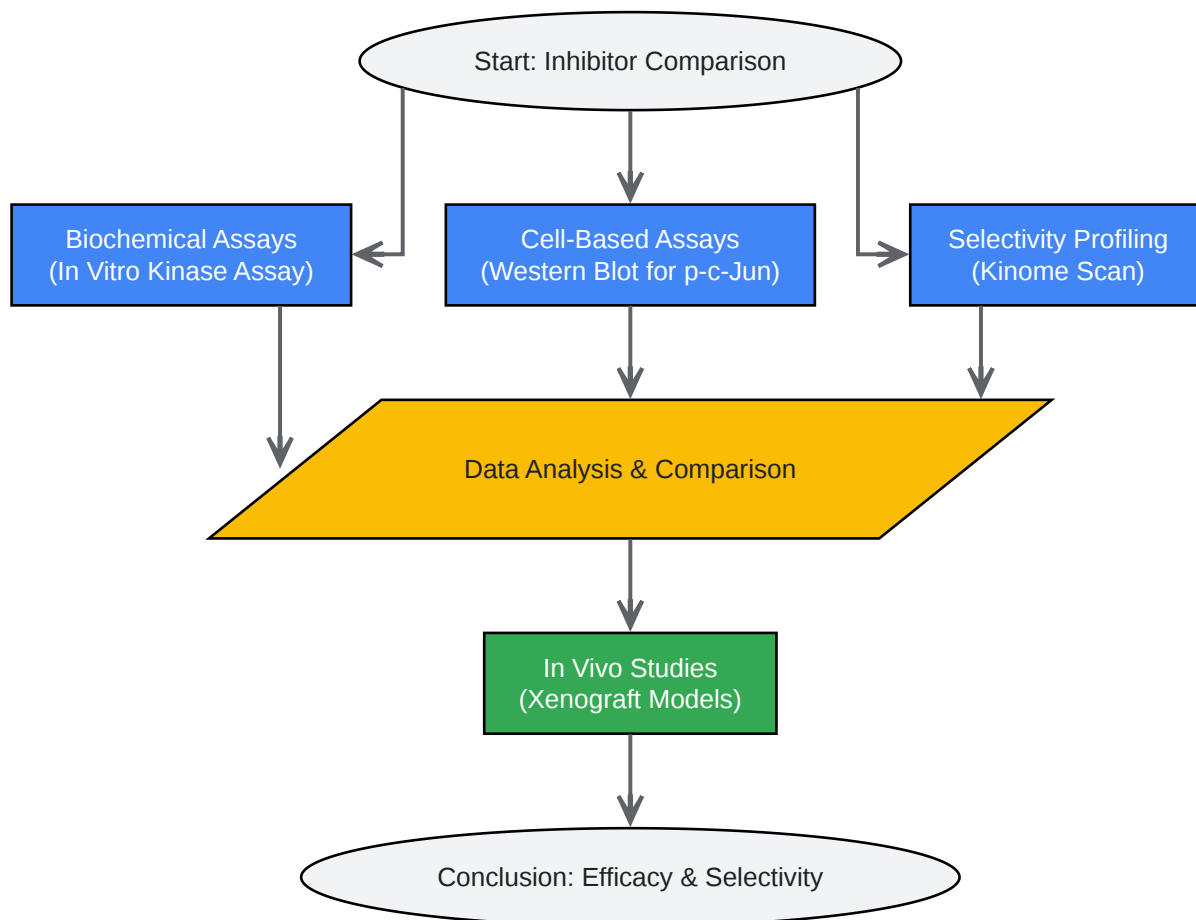 Start: Inhibitor Comparison
Biochemical Assays
(In Vitro Kinase Assay)
Cell-Based Assays
(Western Blot for p-c-Jun)
Selectivity Profiling
(Kinome Scan)
Data Analysis & Comparison
In Vivo Studies
(Xenograft Models)
Conclusion: Efficacy & Selectivity